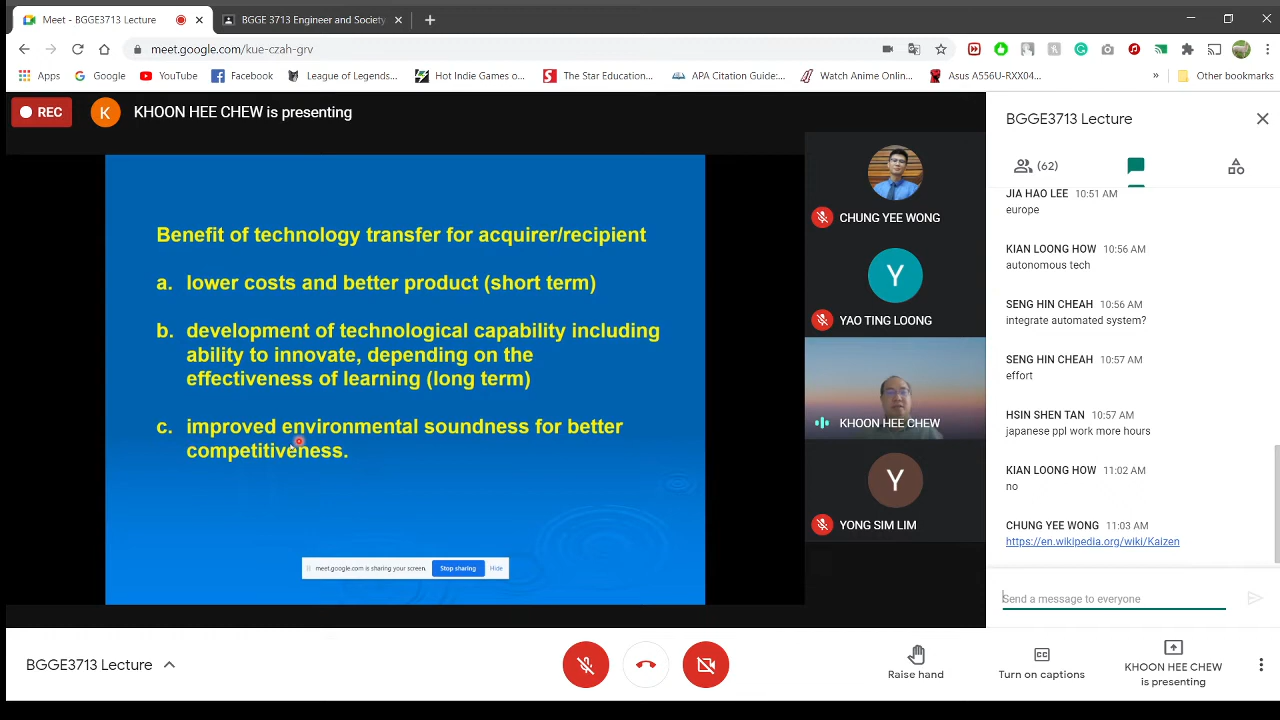 Meet - BGGE3713 Lecture
BGGE 3713 Engineer and Society
meet.google.com/kue-czah-grv
Apps
Google
YouTube
Facebook
League of Legends...
Hot Indie Games o...
The Star Education...
APA Citation Guide:...
Watch Anime Onlin...
Asus A556U-RXX04...
»
Other bookmarks
REC
K
KHOON HEE CHEW is presenting
Benefit of technology transfer for acquirer/recipient
a. lower costs and better product (short term)
b. development of technological capability including
ability to innovate, depending on the
effectiveness of learning (long term)
c. improved environmental soundness for better
competitiveness.
meet.google.com is sharing your screen.
Stop sharing
Hide
CHUNG YEE WONG
Y
YAO TING LOONG
KHOON HEE CHEW
Y
YONG SIM LIM
BGGE3713 Lecture
(62)
JIA HAO LEE 10:51 AM
europe
KIAN LOONG HOW 10:56 AM
autonomous tech
SENG HIN CHEAH 10:56 AM
integrate automated system?
SENG HIN CHEAH 10:57 AM
effort
HSIN SHEN TAN 10:57 AM
japanese ppl work more hours
KIAN LOONG HOW 11:02 AM
no
CHUNG YEE WONG 11:03 AM
https://en.wikipedia.org/wiki/Kaizen
Send a message to everyone
BGGE3713 Lecture
Raise hand
Turn on captions
KHOON HEE CHEW
is presenting